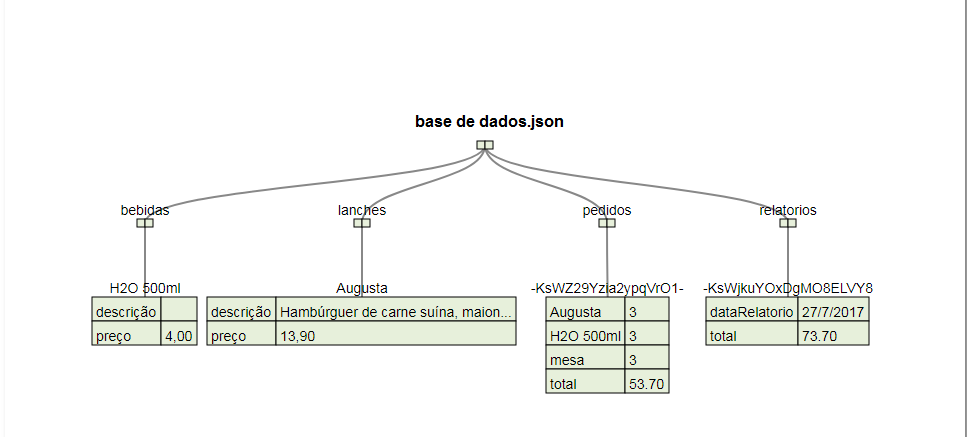 base de dados.json
bebidas
lanches
pedidos
relatorios
H2O 500ml
descrição
preço 4,00
Augusta
descrição Hambúrguer de carne suína, maion...
preço 13,90
-KsWZ29Yzla2ypqVrO1-
Augusta 3
H2O 500ml 3
mesa 3
total 53.70
-KsWjkuYOxDgMO8ELVY8
dataRelatorio 27/7/2017
total 73.70